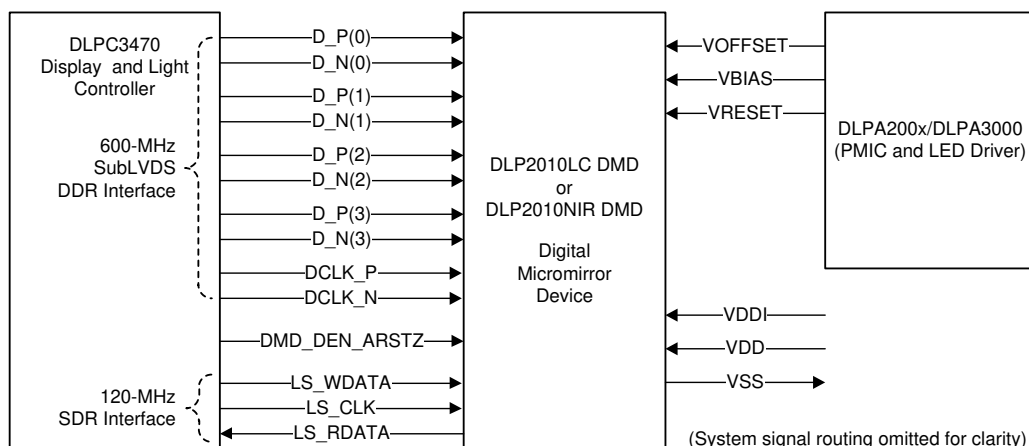 DLPC3470
Display and Light
Controller
600-MHz
SubLVDS
DDR Interface
120-MHz
SDR Interface
D_P(0)
D_N(0)
D_P(1)
D_N(1)
D_P(2)
D_N(2)
D_P(3)
D_N(3)
DCLK_P
DCLK_N
DMD_DEN_ARSTZ
LS_WDATA
LS_CLK
LS_RDATA
DLP2010LC DMD
or
DLP2010NIR DMD
Digital
Micromirror
Device
VOFFSET
VBIAS
VRESET
VDDI
VDD
VSS
DLPA200x/DLPA3000
(PMIC and LED Driver)
(System signal routing omitted for clarity)